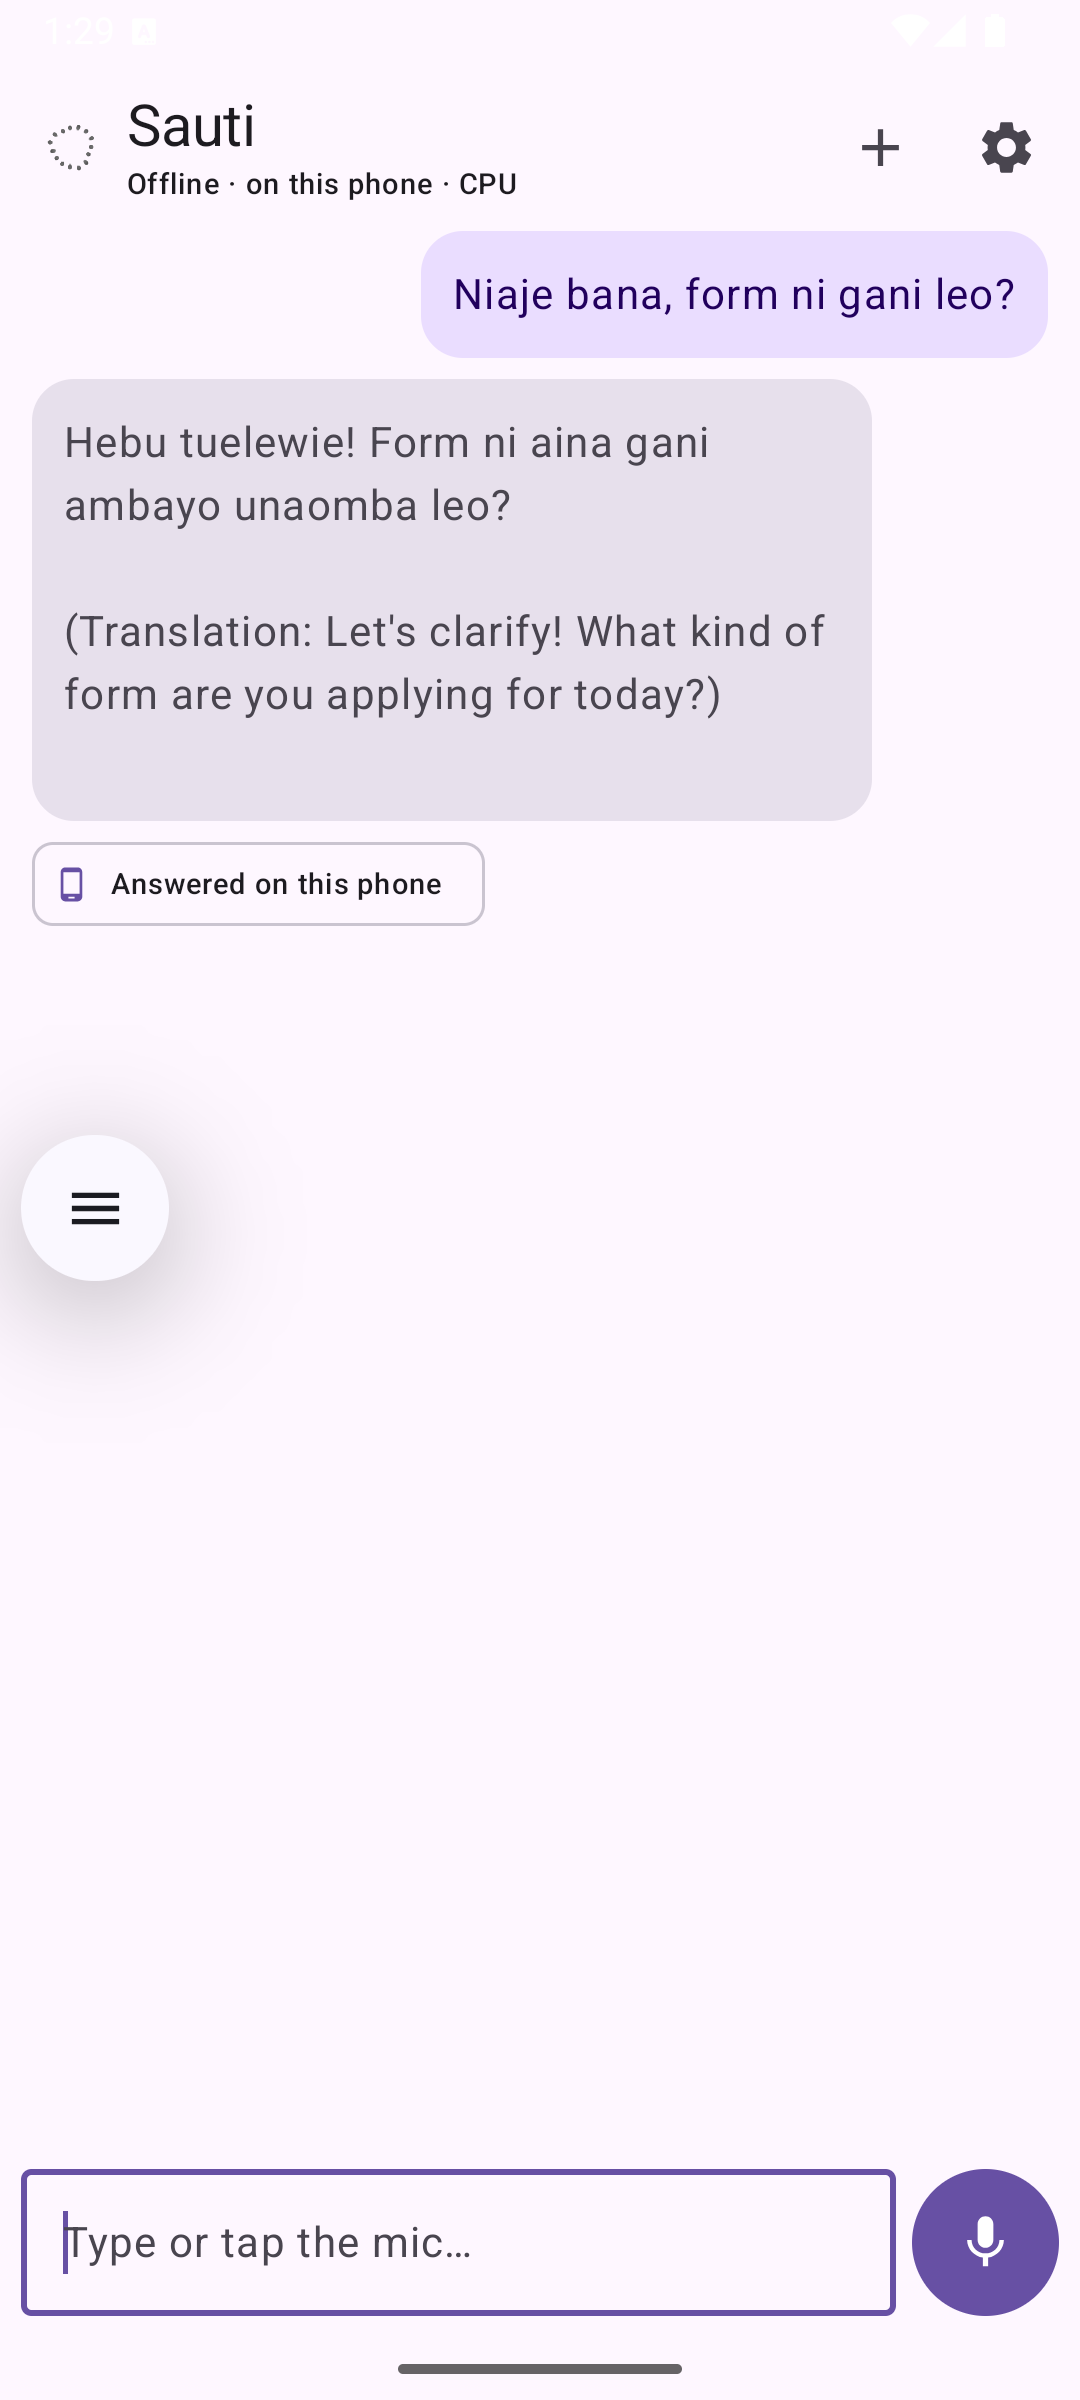 1:29
Sauti
Offline · on this phone · CPU
Niaje bana, form ni gani leo?
Hebu tuelewie! Form ni aina gani
ambayo unaomba leo?
(Translation: Let's clarify! What kind of
form are you applying for today?)
Answered on this phone
Type or tap the mic...